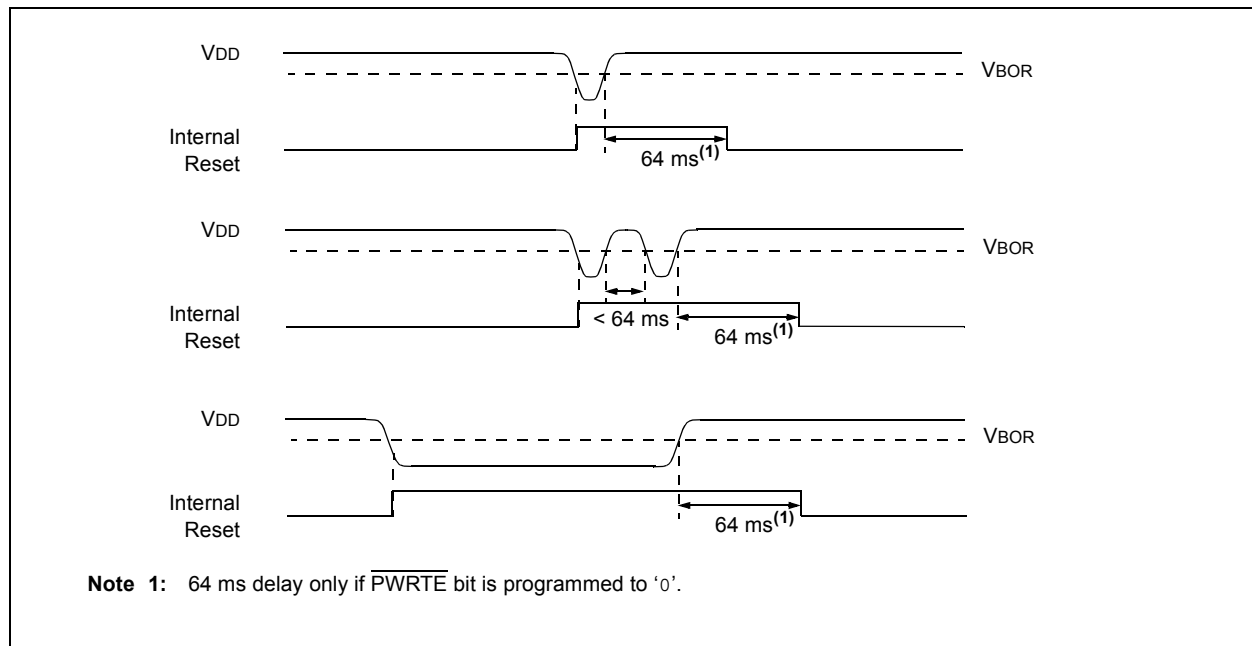 VDD
VBOR
Internal
Reset
64 ms(1)
VDD
VBOR
Internal
Reset
< 64 ms
64 ms(1)
VDD
VBOR
Internal
Reset
64 ms(1)
Note 1: 64 ms delay only if PWRTE bit is programmed to ‘0’.